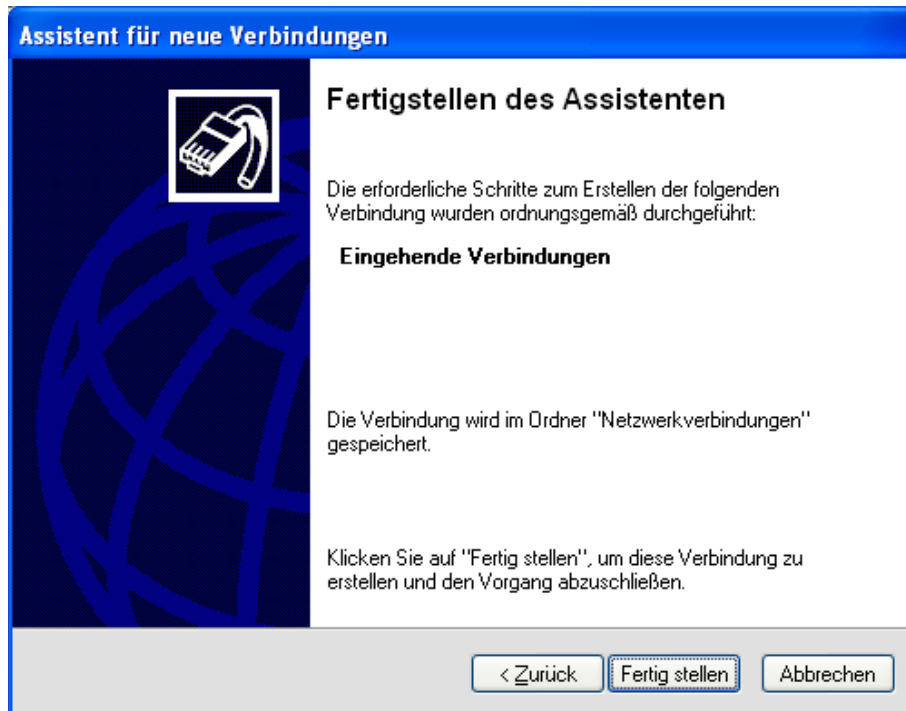 Assistent für neue Verbindungen
Fertigstellen des Assistenten
Die erforderliche Schritte zum Erstellen der folgenden
Verbindung wurden ordnungsgemäß durchgeführt:
Eingehende Verbindungen
Die Verbindung wird im Ordner "Netzwerkverbindungen"
gespeichert.
Klicken Sie auf "Fertig stellen", um diese Verbindung zu
erstellen und den Vorgang abzuschließen.
< Zurück Fertig stellen Abbrechen